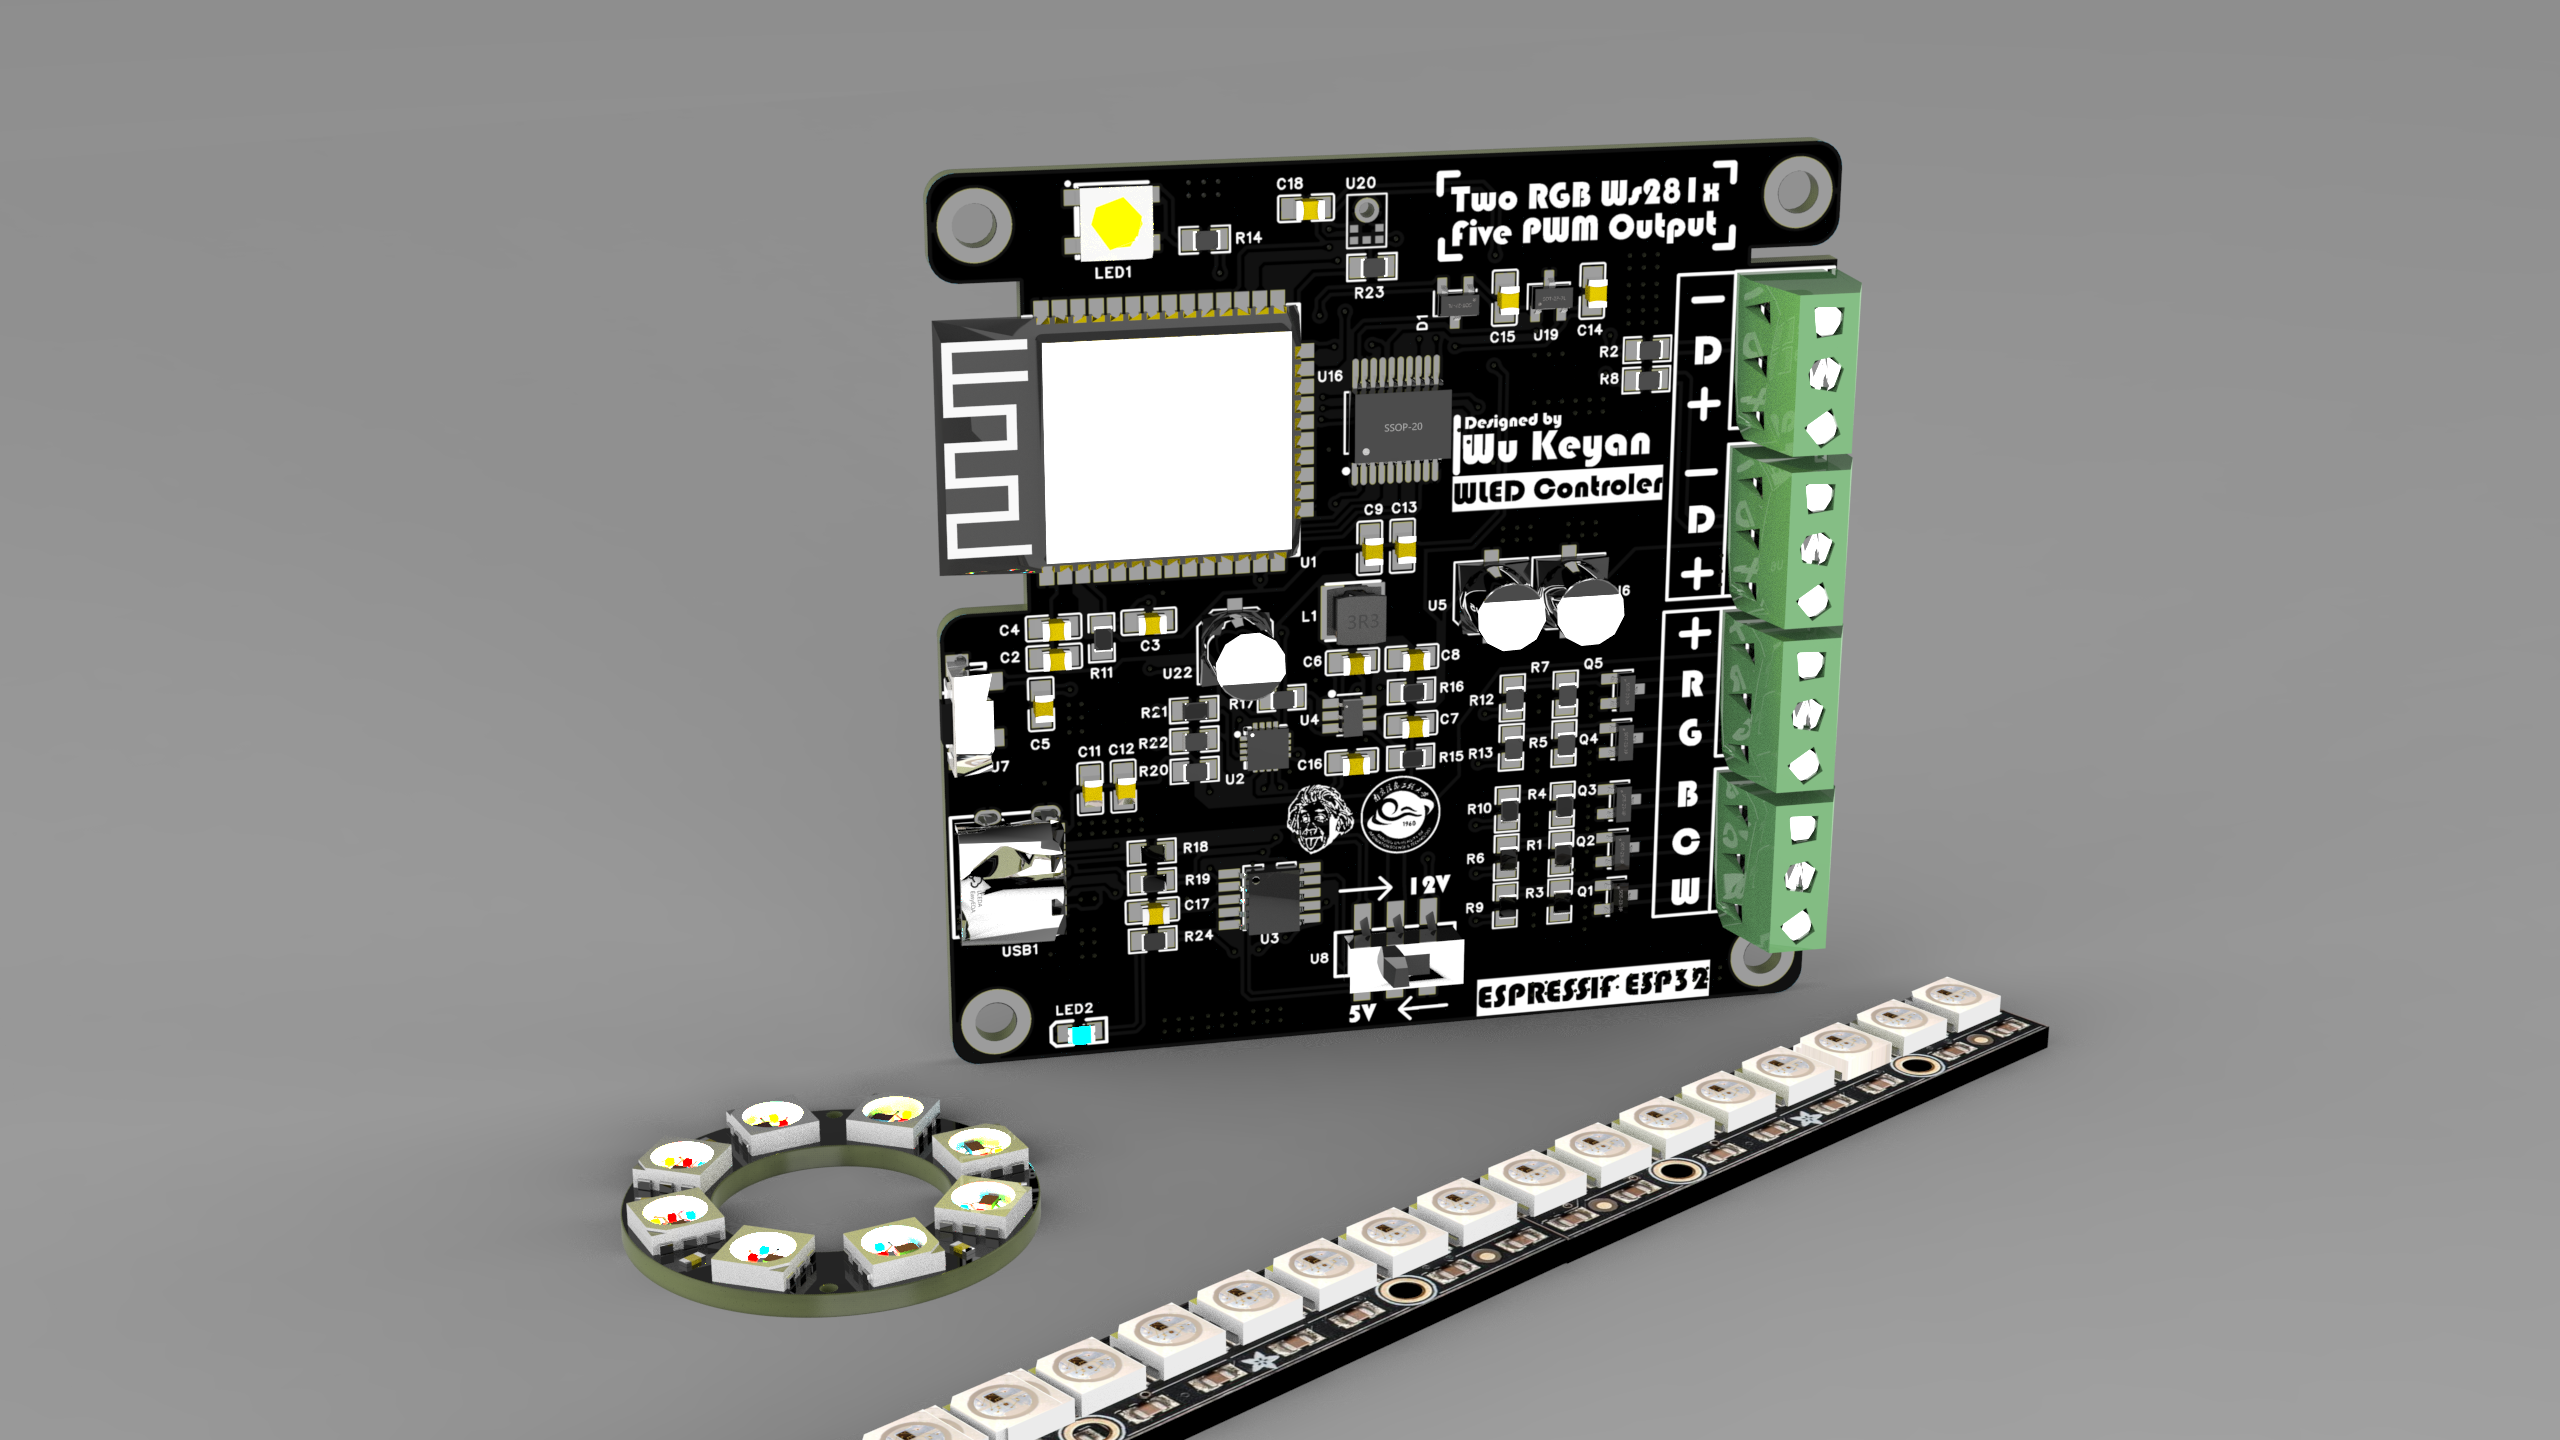 LED1
R14
C18
U20
R23
Two RGB Ws281x
Five PWM Output
D1
C15
U19
C14
R2
R8
U16
SSOP-20
Designed by
Wu Keyan
WLED Controler
C9
C13
U1
−
D
+
−
D
+
+
R
G
B
C
W
C4
C2
R11
C3
C5
U7
U22
L1
3R3
U5
C6
C8
R16
C7
R15
U4
C16
R17
R21
R22
R20
U2
C11
C12
R7
Q5
R12
R5
Q4
R13
R4
Q3
R10
R1
Q2
R6
R3
Q1
R9
1960
R18
R19
C17
R24
U3
USB1
12V
U8
5V
ESPRESSIF ESP32
LED2